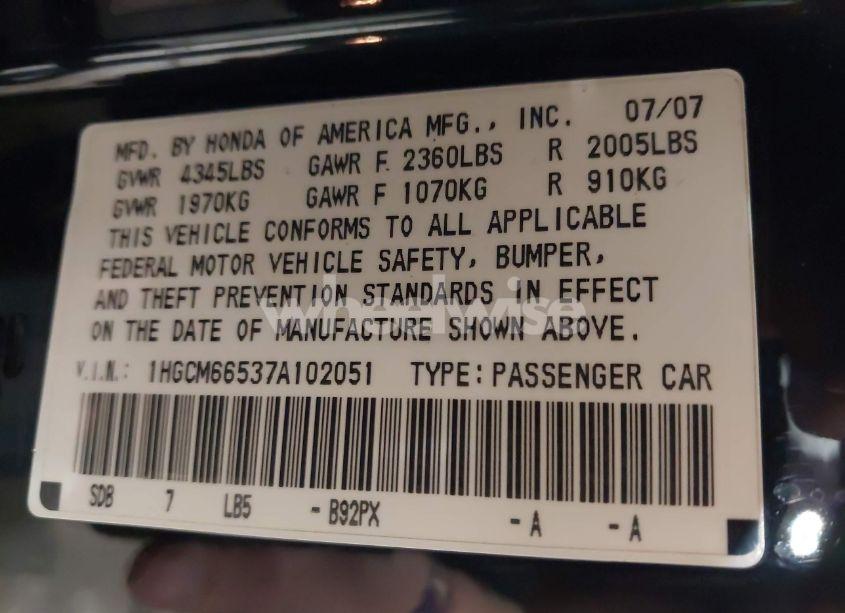 MFD. BY HONDA OF AMERICA MFG., INC. 07/07
GVWR 4345LBS GAWR F 2360LBS R 2005LBS
GVWR 1970KG GAWR F 1070KG R 910KG
THIS VEHICLE CONFORMS TO ALL APPLICABLE
FEDERAL MOTOR VEHICLE SAFETY, BUMPER,
AND THEFT PREVENTION STANDARDS IN EFFECT
wheelwise
ON THE DATE OF MANUFACTURE SHOWN ABOVE.
V.I.N.: 1HGCM66537A102051 TYPE: PASSENGER CAR
SDB 7 LB5 - B92PX - A - A